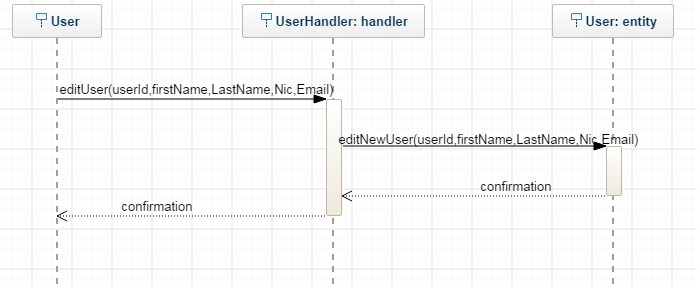 User
UserHandler: handler
User: entity
editUser(userId,firstName,LastName,Nic,Email)
editNewUser(userId,firstName,LastName,Nic,Email)
confirmation
confirmation